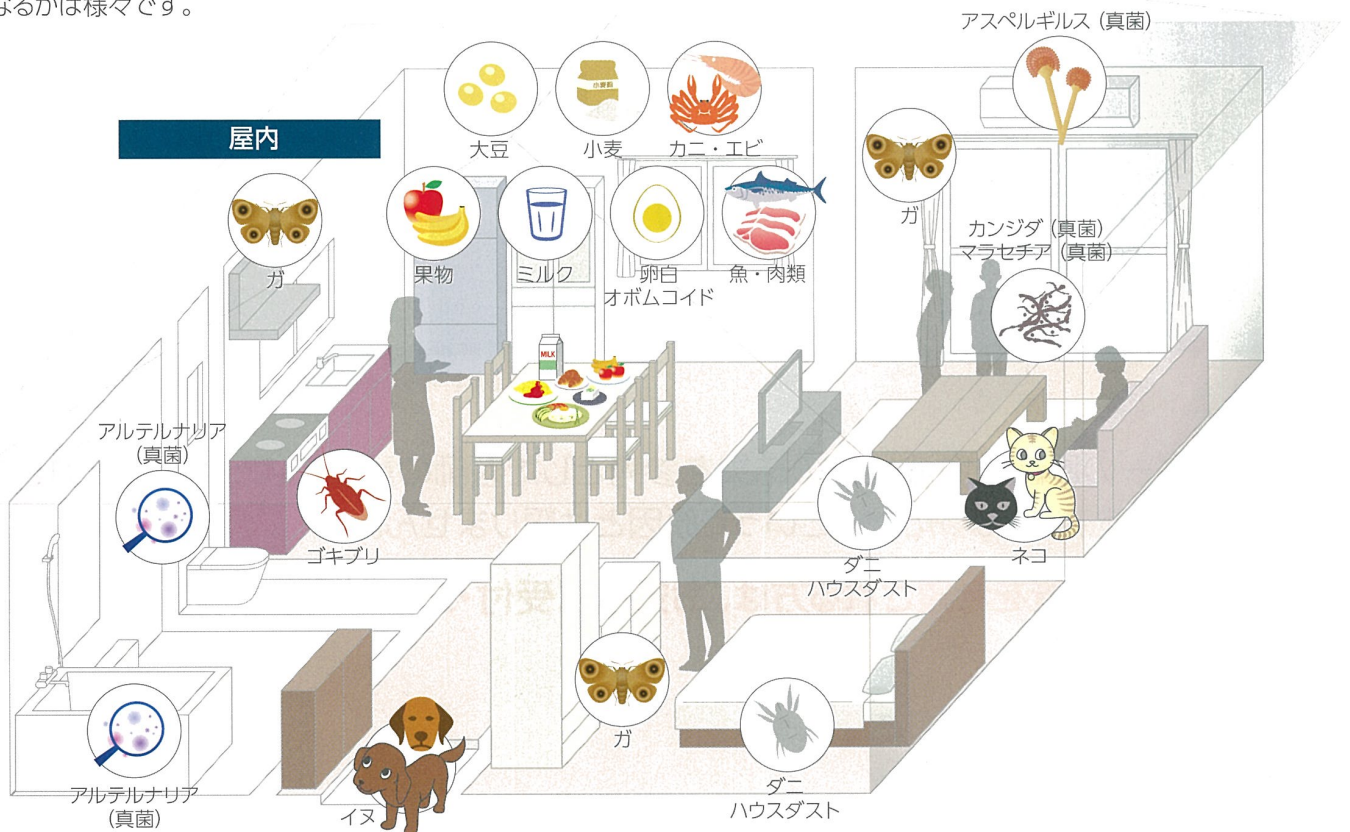 なるかは様々です。
アスペルギルス（真菌）
屋内
大豆
小麦
カニ・エビ
小麦粉
ガ
果物
ミルク
卵白
オボムコイド
魚・肉類
ガ
カンジダ（真菌）
マラセチア（真菌）
MILK
アルテルナリア
（真菌）
ゴキブリ
ダニ
ハウスダスト
ネコ
アルテルナリア
（真菌）
イヌ
ガ
ダニ
ハウスダスト